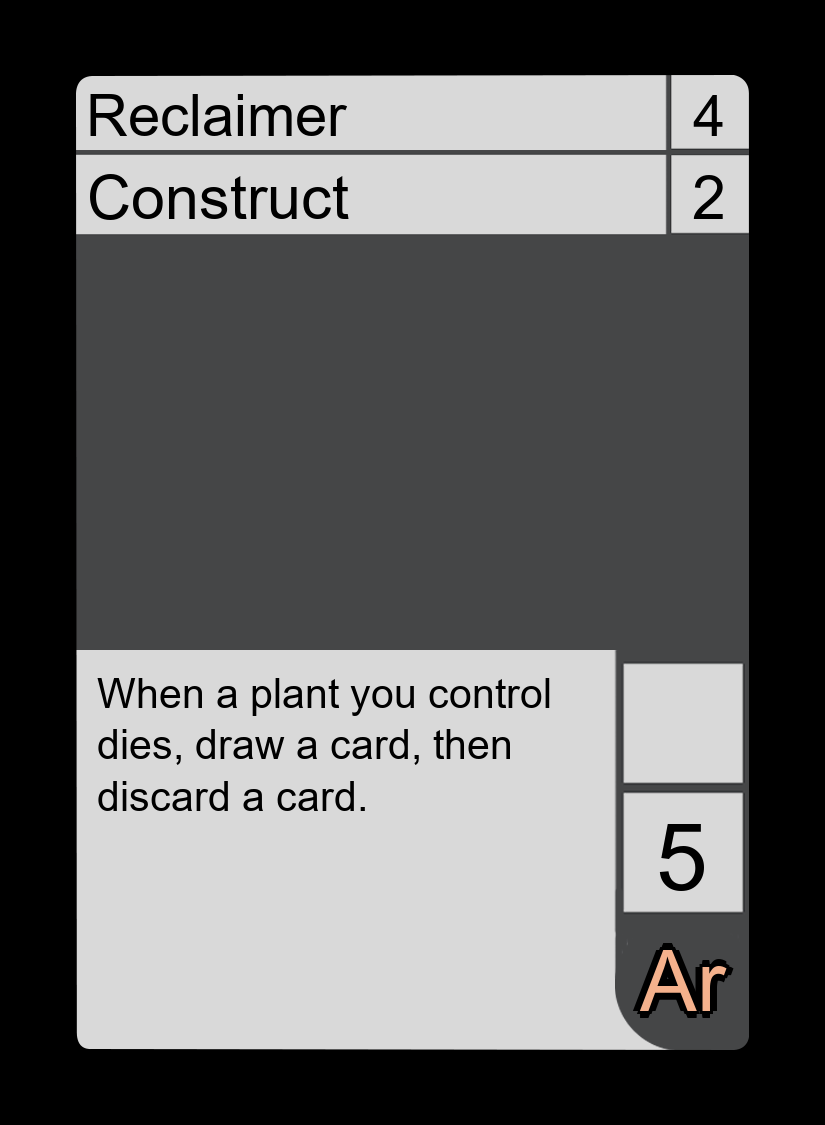 Reclaimer 4
Construct 2
When a plant you control
dies, draw a card, then
discard a card.
5
Ar